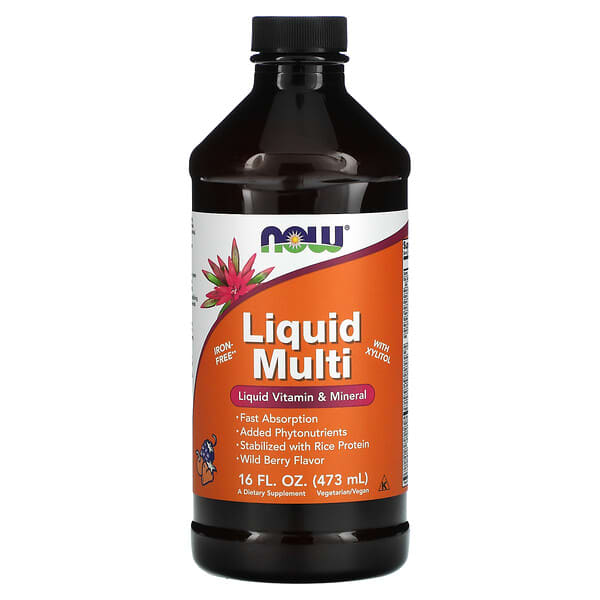 NOW®
Liquid
Multi
IRON-
FREE**
WITH
XYLITOL
Liquid Vitamin & Mineral
• Fast Absorption
• Added Phytonutrients
• Stabilized with Rice Protein
• Wild Berry Flavor
16 FL. OZ. (473 mL)
A Dietary Supplement
Vegetarian/Vegan
K